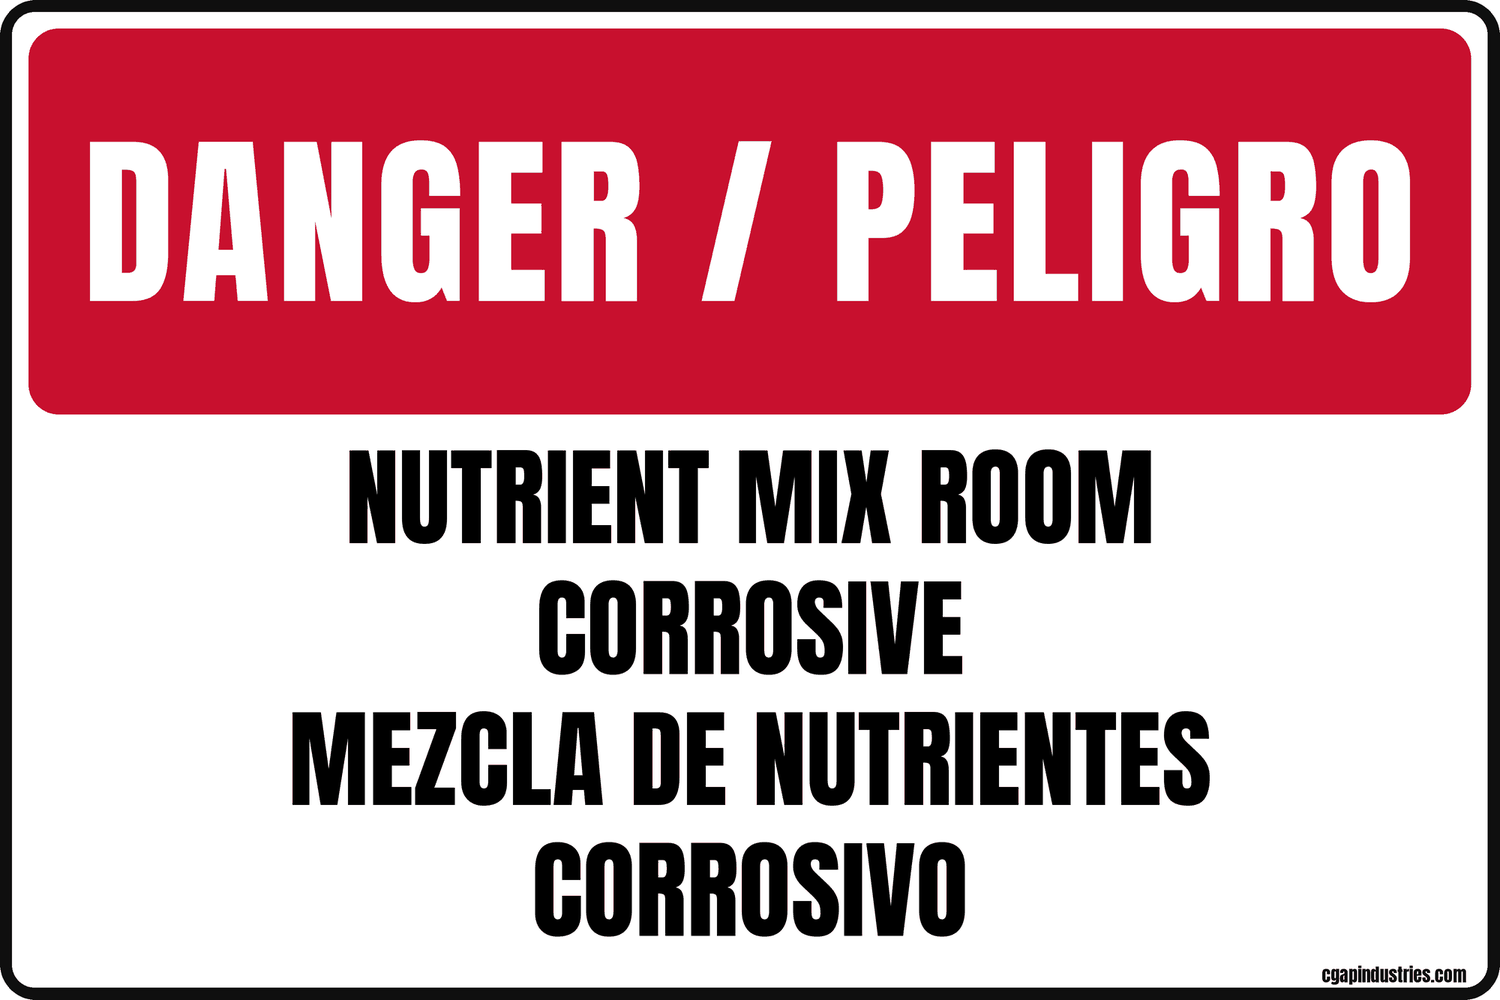 DANGER / PELIGRO
NUTRIENT MIX ROOM
CORROSIVE
MEZCLA DE NUTRIENTES
CORROSIVO
cgapindustries.com